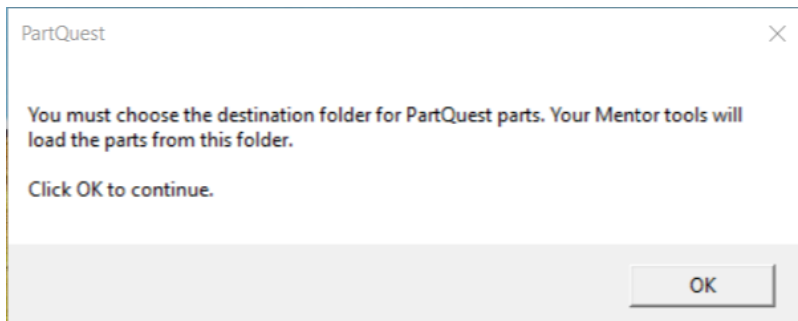 PartQuest
You must choose the destination folder for PartQuest parts. Your Mentor tools will
load the parts from this folder.
Click OK to continue.
OK